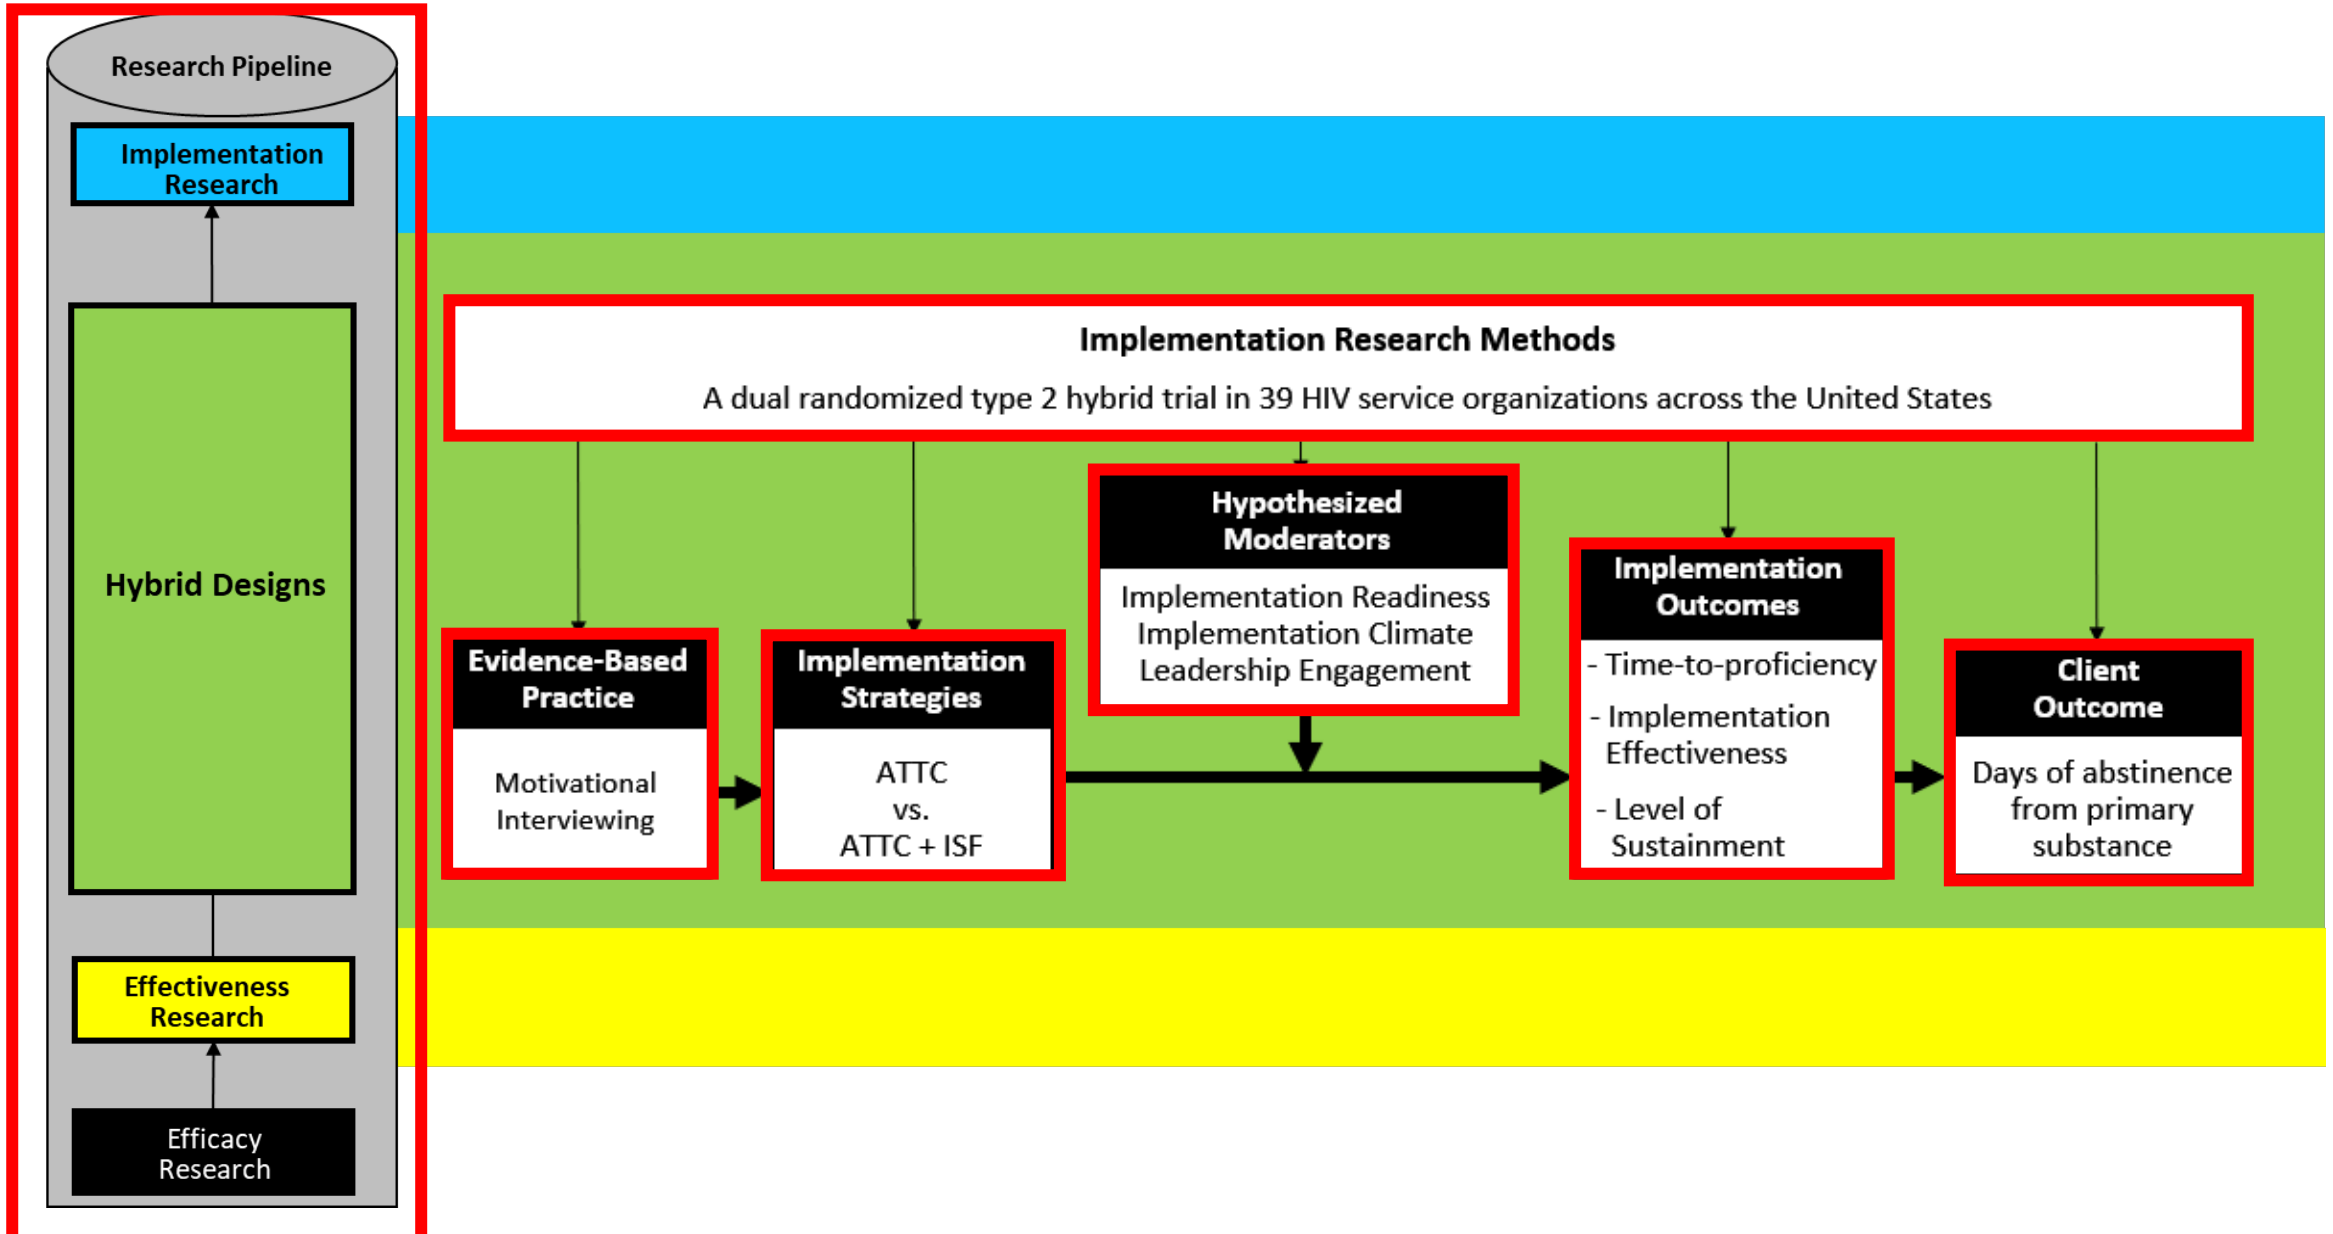 Research Pipeline
Implementation
Research
Hybrid Designs
Effectiveness
Research
Efficacy
Research
Implementation Research Methods
A dual randomized type 2 hybrid trial in 39 HIV service organizations across the United States
Evidence-Based
Practice
Motivational
Interviewing
Implementation
Strategies
ATTC
vs.
ATTC + ISF
Hypothesized
Moderators
Implementation Readiness
Implementation Climate
Leadership Engagement
Implementation
Outcomes
- Time-to-proficiency
- Implementation
Effectiveness
- Level of
Sustainment
Client
Outcome
Days of abstinence
from primary
substance